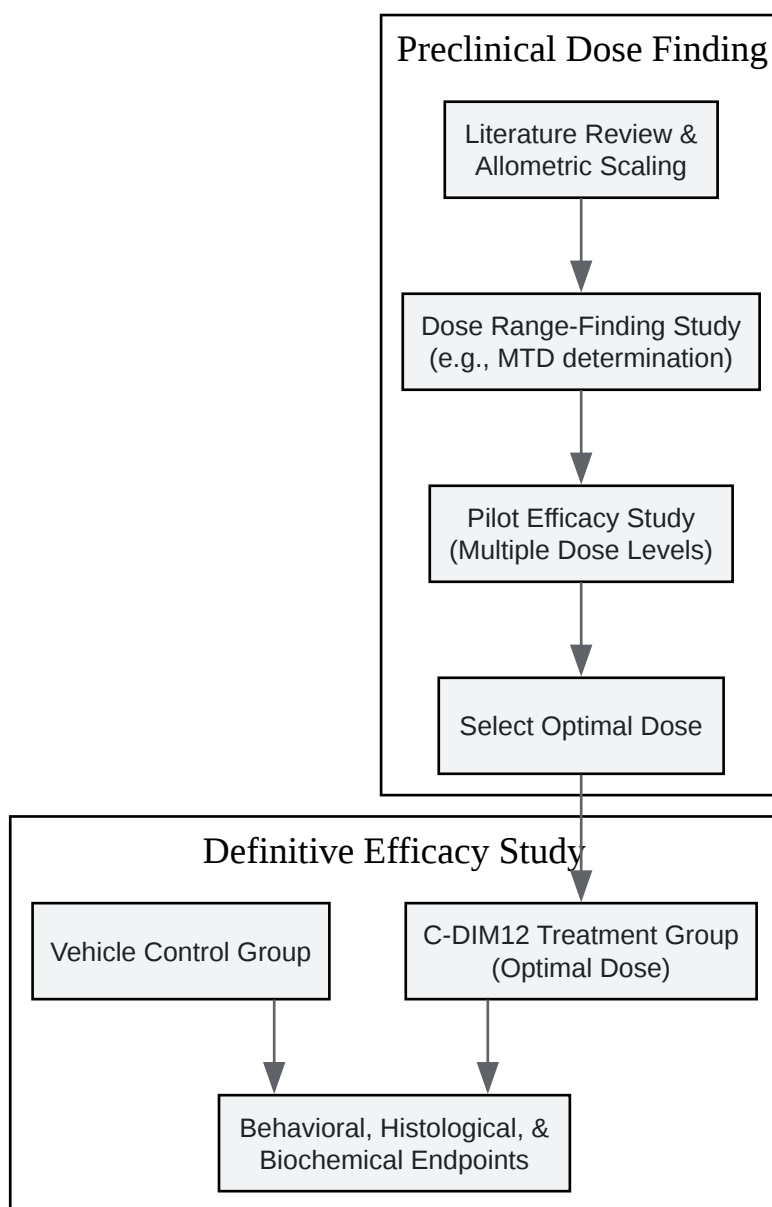 Preclinical Dose Finding
Literature Review &
Allometric Scaling
Dose Range-Finding Study
(e.g., MTD determination)
Pilot Efficacy Study
(Multiple Dose Levels)
Select Optimal Dose
Definitive Efficacy Study
Vehicle Control Group
C-DIM12 Treatment Group
(Optimal Dose)
Behavioral, Histological, &
Biochemical Endpoints